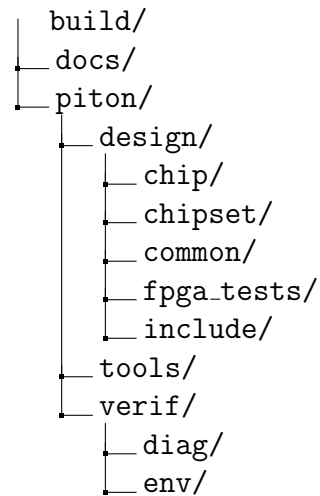 build/
docs/
piton/
design/
chip/
chipset/
common/
fpga_tests/
include/
tools/
verif/
diag/
env/